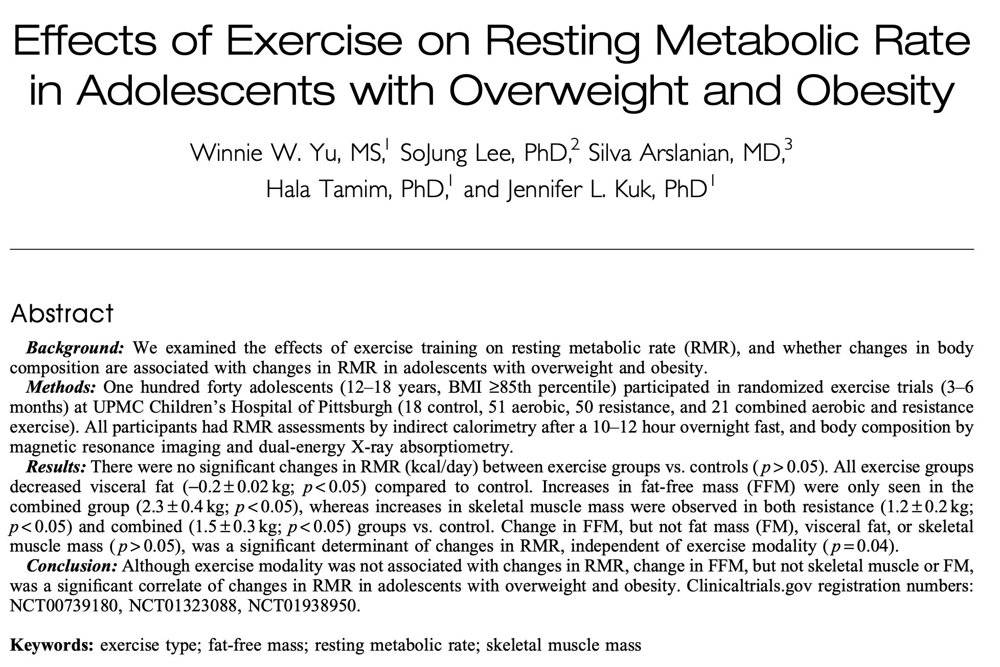 Effects of Exercise on Resting Metabolic Rate
in Adolescents with Overweight and Obesity
Winnie W. Yu, MS,1 SoJung Lee, PhD,2 Silva Arslanian, MD,3
Hala Tamim, PhD,1 and Jennifer L. Kuk, PhD1
Abstract
Background: We examined the effects of exercise training on resting metabolic rate (RMR), and whether changes in body
composition are associated with changes in RMR in adolescents with overweight and obesity.
Methods: One hundred forty adolescents (12–18 years, BMI ≥85th percentile) participated in randomized exercise trials (3–6
months) at UPMC Children's Hospital of Pittsburgh (18 control, 51 aerobic, 50 resistance, and 21 combined aerobic and resistance
exercise). All participants had RMR assessments by indirect calorimetry after a 10–12 hour overnight fast, and body composition by
magnetic resonance imaging and dual-energy X-ray absorptiometry.
Results: There were no significant changes in RMR (kcal/day) between exercise groups vs. controls (p > 0.05). All exercise groups
decreased visceral fat (–0.2 ± 0.02 kg; p < 0.05) compared to control. Increases in fat-free mass (FFM) were only seen in the
combined group (2.3 ± 0.4 kg; p < 0.05), whereas increases in skeletal muscle mass were observed in both resistance (1.2 ± 0.2 kg;
p < 0.05) and combined (1.5 ± 0.3 kg; p < 0.05) groups vs. control. Change in FFM, but not fat mass (FM), visceral fat, or skeletal
muscle mass (p > 0.05), was a significant determinant of changes in RMR, independent of exercise modality (p = 0.04).
Conclusion: Although exercise modality was not associated with changes in RMR, change in FFM, but not skeletal muscle or FM,
was a significant correlate of changes in RMR in adolescents with overweight and obesity. Clinicaltrials.gov registration numbers:
NCT00739180, NCT01323088, NCT01938950.
Keywords: exercise type; fat-free mass; resting metabolic rate; skeletal muscle mass